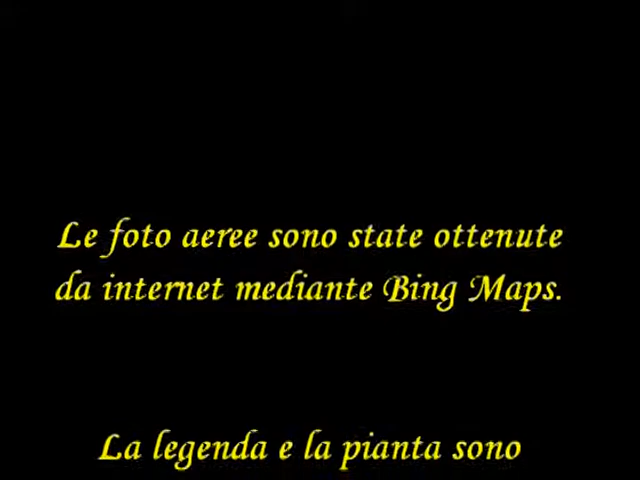 Le foto aeree sono state ottenute
da internet mediante Bing Maps.
La legenda e la pianta sono